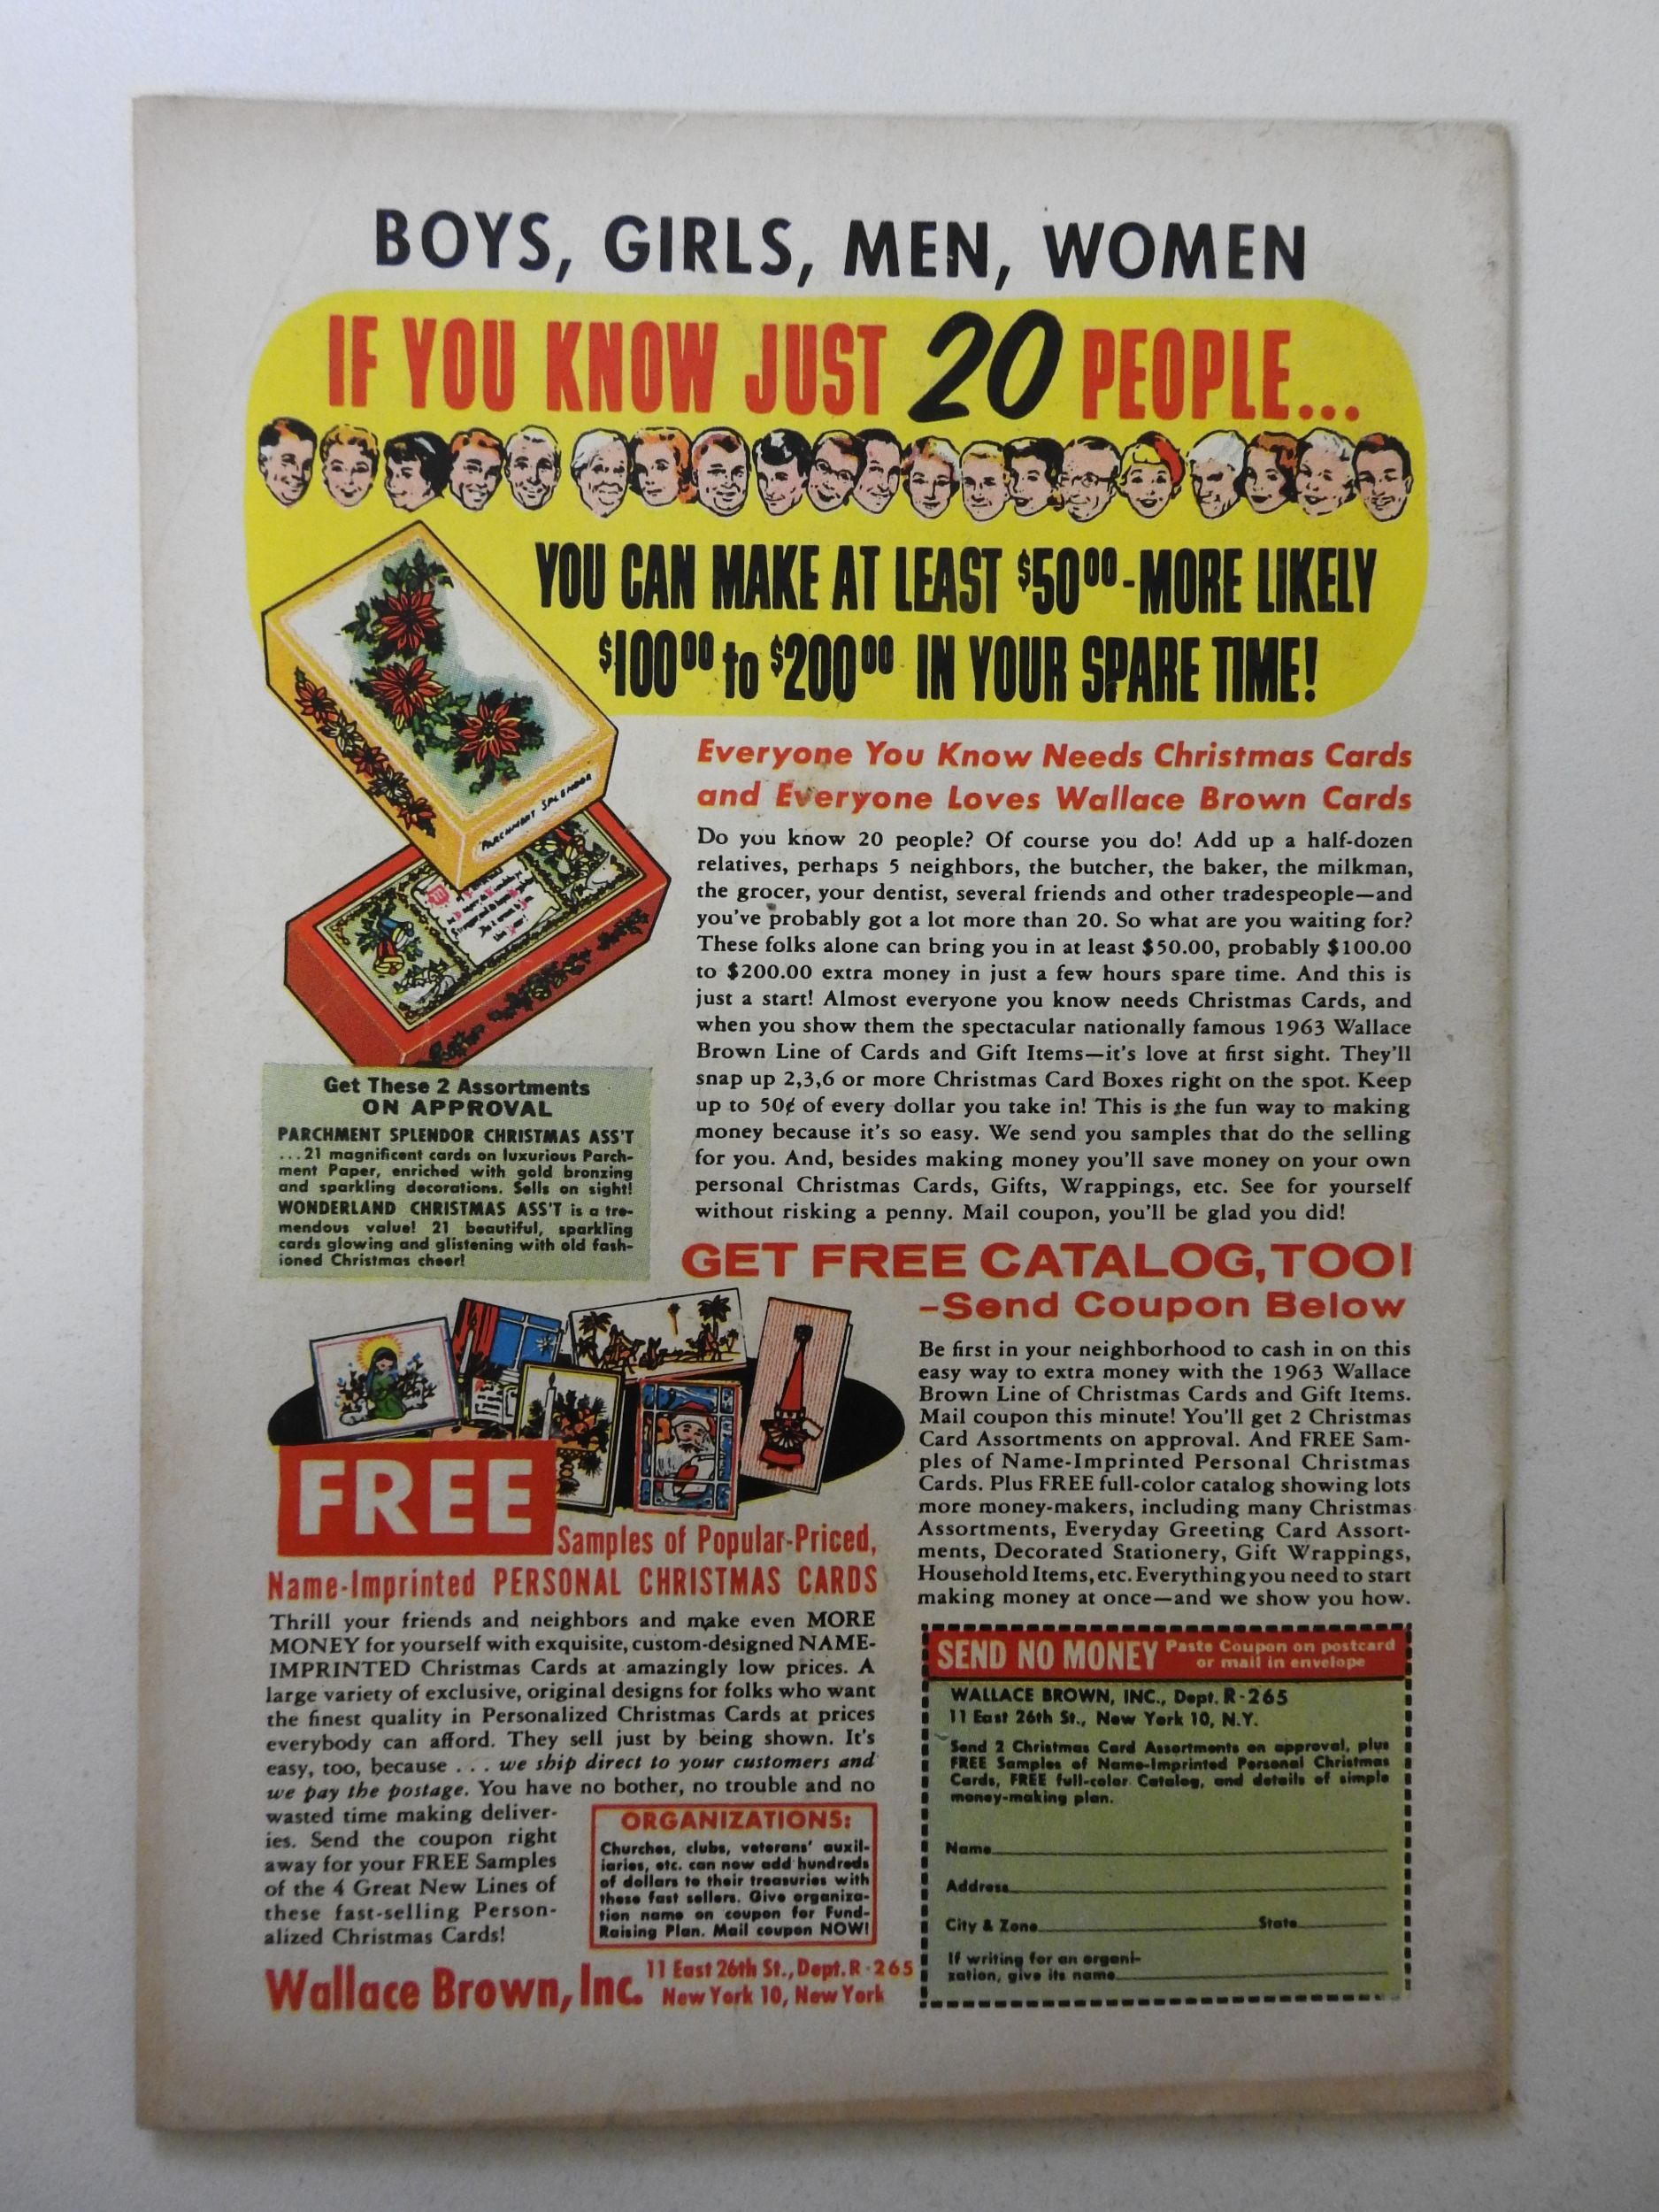 BOYS, GIRLS, MEN, WOMEN
IF YOU KNOW JUST 20 PEOPLE...
YOU CAN MAKE AT LEAST $50.00-MORE LIKELY
$100.00 to $200.00 IN YOUR SPARE TIME!
PARCHMENT SPLENDOR
Everyone You Know Needs Christmas Cards
and Everyone Loves Wallace Brown Cards
Do you know 20 people? Of course you do! Add up a half-dozen
relatives, perhaps 5 neighbors, the butcher, the baker, the milkman,
the grocer, your dentist, several friends and other tradespeople—and
you've probably got a lot more than 20. So what are you waiting for?
These folks alone can bring you in at least $50.00, probably $100.00
to $200.00 extra money in just a few hours spare time. And this is
just a start! Almost everyone you know needs Christmas Cards, and
when you show them the spectacular nationally famous 1963 Wallace
Brown Line of Cards and Gift Items—it's love at first sight. They'll
snap up 2,3,6 or more Christmas Card Boxes right on the spot. Keep
up to 50¢ of every dollar you take in! This is the fun way to making
money because it's so easy. We send you samples that do the selling
for you. And, besides making money you'll save money on your own
personal Christmas Cards, Gifts, Wrappings, etc. See for yourself
without risking a penny. Mail coupon, you'll be glad you did!
Get These 2 Assortments
ON APPROVAL
PARCHMENT SPLENDOR CHRISTMAS ASS'T
...21 magnificent cards on luxurious Parch-
ment Paper, enriched with gold bronzing
and sparkling decorations. Sells on sight!
WONDERLAND CHRISTMAS ASS'T is a tre-
mendous value! 21 beautiful, sparkling
cards glowing and glistening with old fash-
ioned Christmas cheer!
GET FREE CATALOG, TOO!
-Send Coupon Below
Be first in your neighborhood to cash in on this
easy way to extra money with the 1963 Wallace
Brown Line of Christmas Cards and Gift Items.
Mail coupon this minute! You'll get 2 Christmas
Card Assortments on approval. And FREE Sam-
ples of Name-Imprinted Personal Christmas
Cards. Plus FREE full-color catalog showing lots
more money-makers, including many Christmas
Assortments, Everyday Greeting Card Assort-
ments, Decorated Stationery, Gift Wrappings,
Household Items, etc. Everything you need to start
making money at once—and we show you how.
FREE
Samples of Popular-Priced,
Name-Imprinted PERSONAL CHRISTMAS CARDS
Thrill your friends and neighbors and make even MORE
MONEY for yourself with exquisite, custom-designed NAME-
IMPRINTED Christmas Cards at amazingly low prices. A
large variety of exclusive, original designs for folks who want
the finest quality in Personalized Christmas Cards at prices
everybody can afford. They sell just by being shown. It's
easy, too, because . . . we ship direct to your customers and
we pay the postage. You have no bother, no trouble and no
wasted time making deliver-
ies. Send the coupon right
away for your FREE Samples
of the 4 Great New Lines of
these fast-selling Person-
alized Christmas Cards!
ORGANIZATIONS:
Churches, clubs, veterans' auxil-
iaries, etc. can now add hundreds
of dollars to their treasuries with
these fast sellers. Give organiza-
tion name on coupon for Fund-
Raising Plan. Mail coupon NOW!
Wallace Brown, Inc. 11 East 26th St., Dept. R-265
New York 10, New York
SEND NO MONEY Paste Coupon on postcard
or mail in envelope
WALLACE BROWN, INC., Dept. R-265
11 East 26th St., New York 10, N.Y.
Send 2 Christmas Card Assortments on approval, plus
FREE Samples of Name-Imprinted Personal Christmas
Cards, FREE full-color Catalog, and details of simple
money-making plan.
Name
Address
City & Zone State
If writing for an organi-
zation, give its name